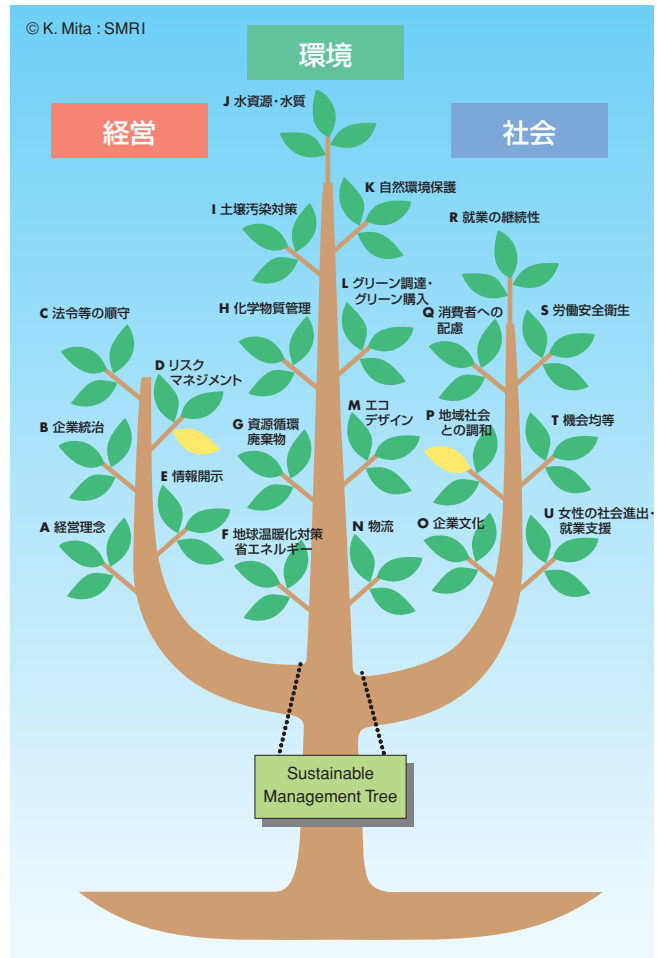 © K. Mita : SMRI
環境
経営
社会
J 水資源・水質
K 自然環境保護
I 土壌汚染対策
R 就業の継続性
L グリーン調達・
グリーン購入
H 化学物質管理
C 法令等の順守
Q 消費者への
配慮
S 労働安全衛生
D リスク
マネジメント
M エコ
デザイン
P 地域社会
との調和
G 資源循環
廃棄物
T 機会均等
B 企業統治
E 情報開示
A 経営理念
F 地球温暖化対策
省エネルギー
N 物流
O 企業文化
U 女性の社会進出・
就業支援
Sustainable
Management Tree